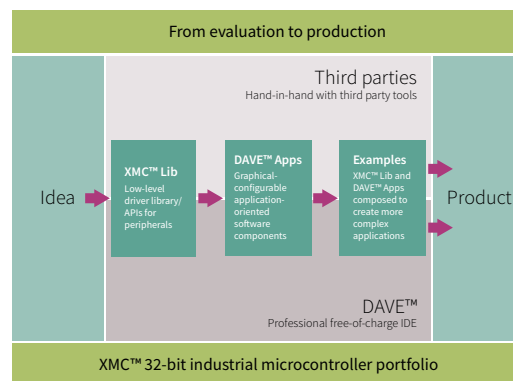 From evaluation to production
Third parties
Hand-in-hand with third party tools
Idea
XMC™ Lib
Low-level
driver library/
APIs for
peripherals
DAVE™ Apps
Graphical-
configurable
application-
oriented
software
components
Examples
XMC™ Lib and
DAVE™ Apps
composed to
create more
complex
applications
Product
DAVE™
Professional free-of-charge IDE
XMC™ 32-bit industrial microcontroller portfolio